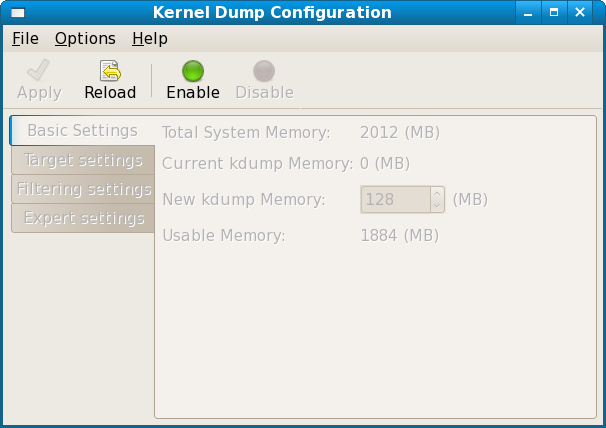 Kernel Dump Configuration
File Options Help
Apply Reload Enable Disable
Basic Settings
Target settings
Filtering settings
Expert settings
Total System Memory: 2012 (MB)
Current kdump Memory: 0 (MB)
New kdump Memory: 128 (MB)
Usable Memory: 1884 (MB)